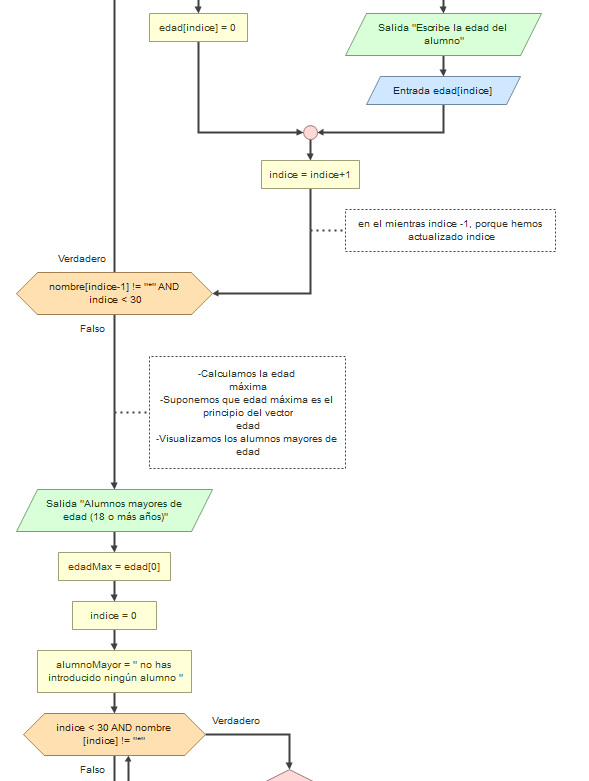 edad[indice] = 0
Salida "Escribe la edad del
alumno"
Entrada edad[indice]
indice = indice+1
en el mientras indice -1, porque hemos
actualizado indice
Verdadero
nombre[indice-1] != "*" AND
indice < 30
Falso
-Calculamos la edad
máxima
-Suponemos que edad máxima es el
principio del vector
edad
-Visualizamos los alumnos mayores de
edad
Salida "Alumnos mayores de
edad (18 o más años)"
edadMax = edad[0]
indice = 0
alumnoMayor = " no has
introducido ningún alumno "
indice < 30 AND nombre
[indice] != "*"
Verdadero
Falso